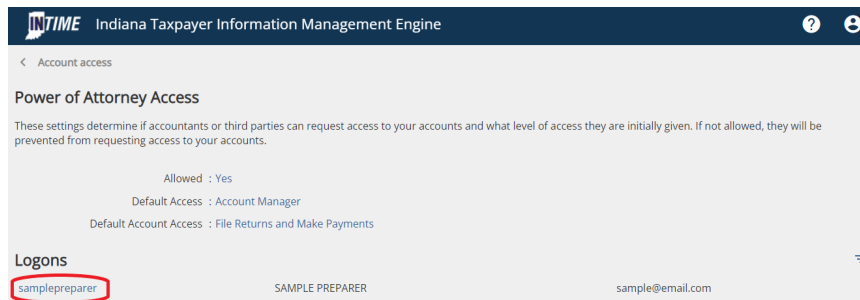 INTIME Indiana Taxpayer Information Management Engine ?
< Account access
Power of Attorney Access
These settings determine if accountants or third parties can request access to your accounts and what level of access they are initially given. If not allowed, they will be
prevented from requesting access to your accounts.
Allowed : Yes
Default Access : Account Manager
Default Account Access : File Returns and Make Payments
Logons
samplepreparer SAMPLE PREPARER sample@email.com